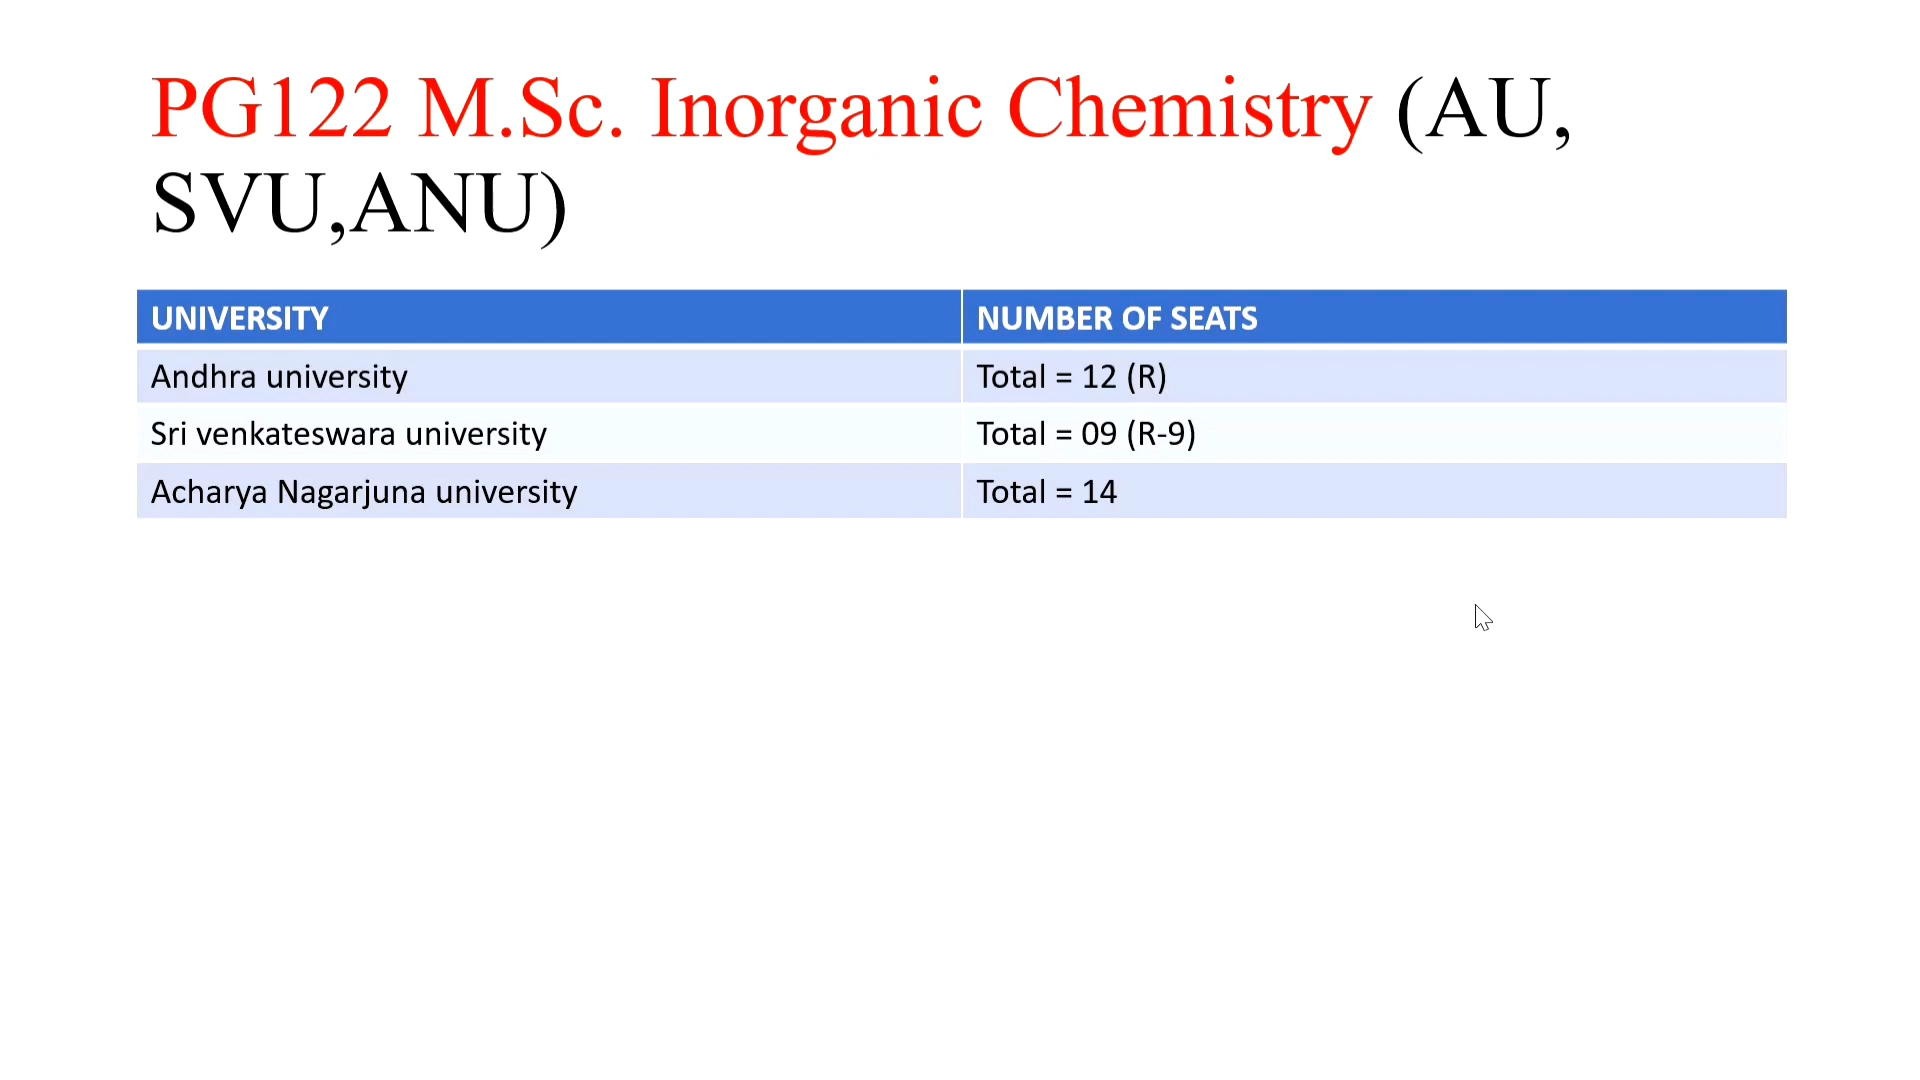 PG122 M.Sc. Inorganic Chemistry (AU,
SVU,ANU)
UNIVERSITY NUMBER OF SEATS
Andhra university Total = 12 (R)
Sri venkateswara university Total = 09 (R-9)
Acharya Nagarjuna university Total = 14